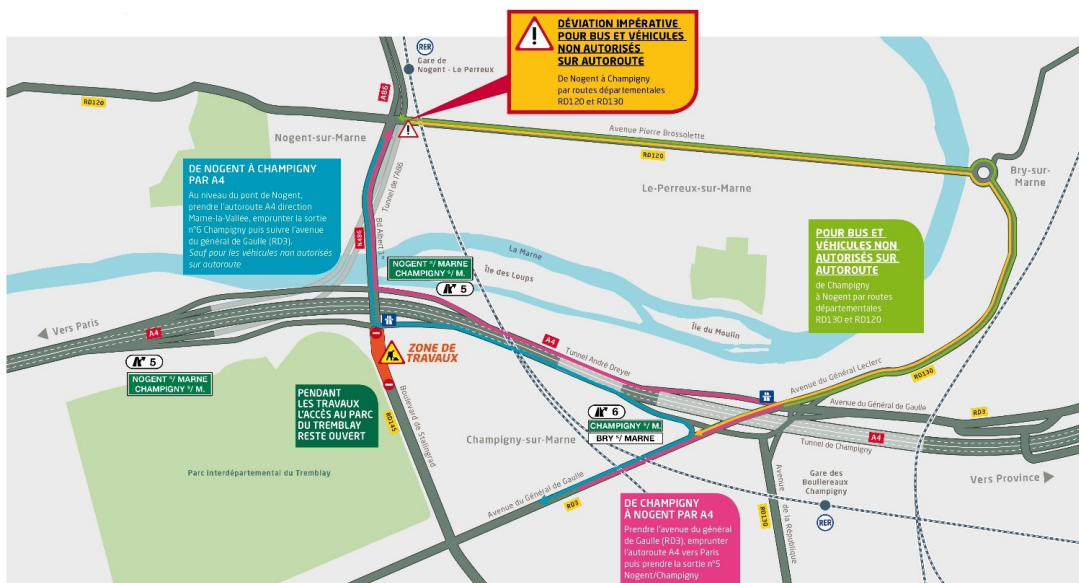 DÉVIATION IMPÉRATIVE
POUR BUS ET VÉHICULES
NON AUTORISÉS
SUR AUTOROUTE
De Nogent à Champigny
par routes départementales
RD120 et RD130
RER
Gare de
Nogent - Le Perreux
A86
RD120
Nogent-sur-Marne
Avenue Pierre Brossolette
RD120
Le-Perreux-sur-Marne
Bry-sur-
Marne
DE NOGENT À CHAMPIGNY
PAR A4
Au niveau du pont de Nogent,
prendre l'autoroute A4 direction
Marne-la-Vallée, emprunter la sortie
n°6 Champigny puis suivre l'avenue
du général de Gaulle (RD3).
Sauf pour les véhicules non autorisés
sur autoroute
Tunnel de l'A86
N486
Bd Albert 1er
La Marne
Île des Loups
Île du Moulin
NOGENT S/ MARNE
CHAMPIGNY S/ M.
5
POUR BUS ET
VÉHICULES NON
AUTORISÉS SUR
AUTOROUTE
de Champigny
à Nogent par routes
départementales
RD130 et RD120
Vers Paris
A4
5
NOGENT S/ MARNE
CHAMPIGNY S/ M.
ZONE DE
TRAVAUX
A4
Tunnel André Dreyer
Avenue du Général Leclerc
RD130
PENDANT
LES TRAVAUX
L'ACCÈS AU PARC
DU TREMBLAY
RESTE OUVERT
RD145
Boulevard de Stalingrad
6
CHAMPIGNY S/ M.
BRY S/ MARNE
Avenue du Général de Gaulle
RD3
A4
Tunnel de Champigny
Champigny-sur-Marne
Parc Interdépartemental du Tremblay
Avenue du Général de Gaulle
RD3
Gare des
Boullereaux
Champigny
RER
Vers Province
RD130
Avenue
de la République
DE CHAMPIGNY
À NOGENT PAR A4
Prendre l'avenue du général
de Gaulle (RD3), emprunter
l'autoroute A4 vers Paris
puis prendre la sortie n°5
Nogent/Champigny